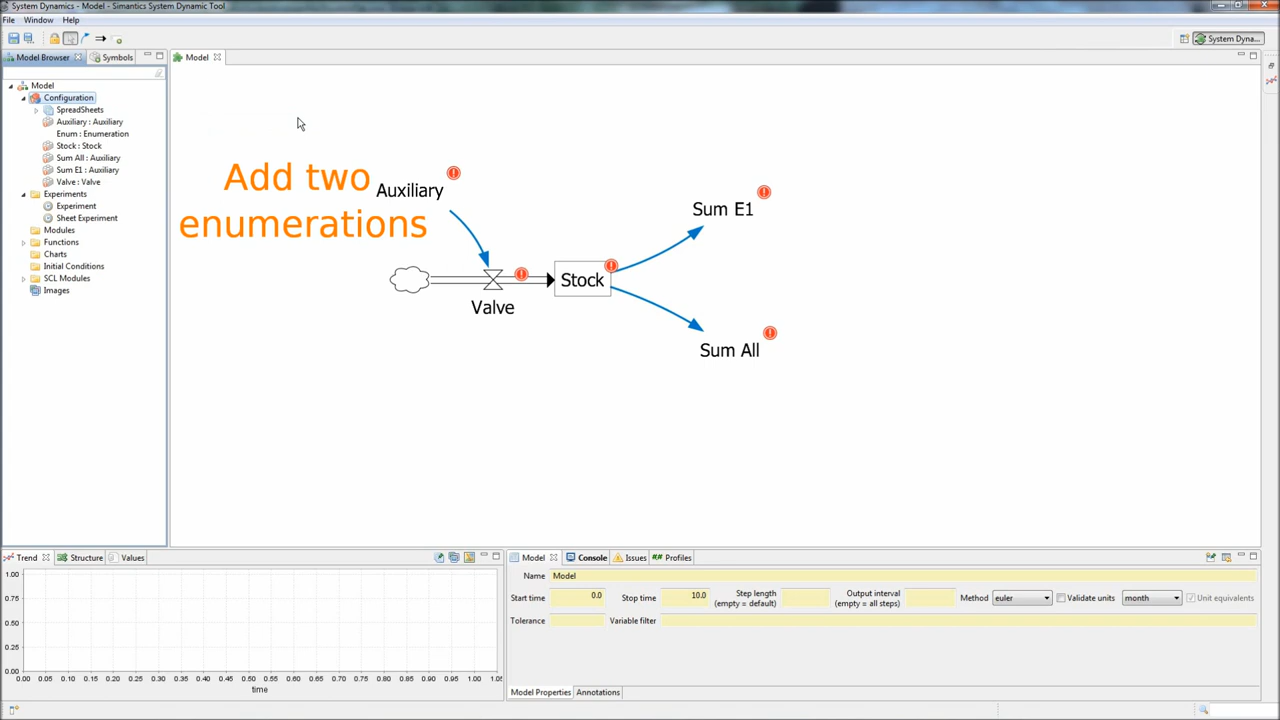 System Dynamics - Model - Simantics System Dynamic Tool
File Window Help
System Dyna...
Model Browser
Symbols
Model
Model
Configuration
SpreadSheets
Auxiliary : Auxiliary
Enum : Enumeration
Stock : Stock
Sum All : Auxiliary
Sum E1 : Auxiliary
Valve : Valve
Experiments
Experiment
Sheet Experiment
Modules
Functions
Charts
Initial Conditions
SCL Modules
Images
Add two
enumerations
Auxiliary
Sum E1
Stock
Valve
Sum All
Trend Structure Values
1.00
0.75
0.50
0.25
0.00
0.00 0.05 0.10 0.15 0.20 0.25 0.30 0.35 0.40 0.45 0.50 0.55 0.60 0.65 0.70 0.75 0.80 0.85 0.90 0.95 1.00 1.05
time
Model Console Issues Profiles
Name Model
Start time 0.0 Stop time 10.0 Step length (empty = default) Output interval (empty = all steps) Method euler Validate units month Unit equivalents
Tolerance Variable filter
Model Properties Annotations